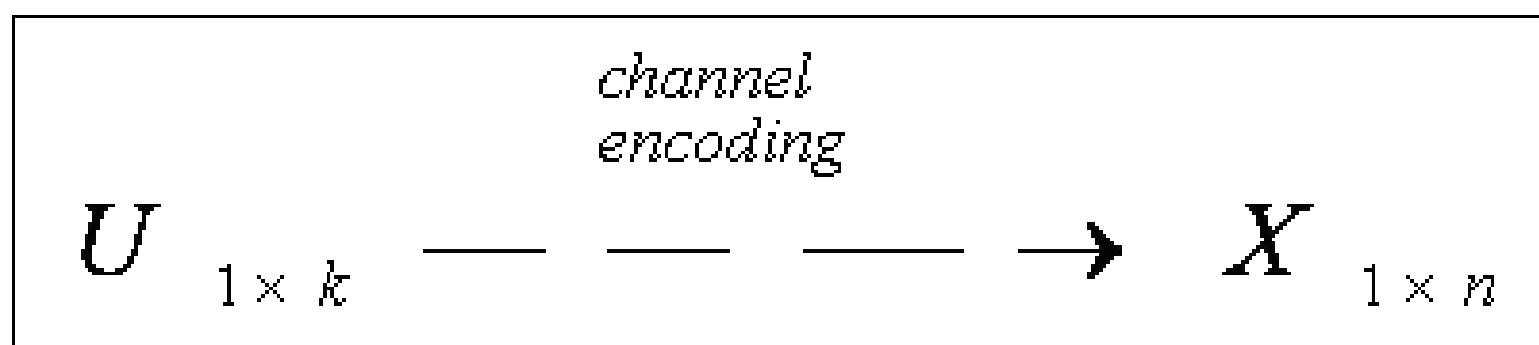 channel
encoding
U 1 × k — — — → X 1 × n